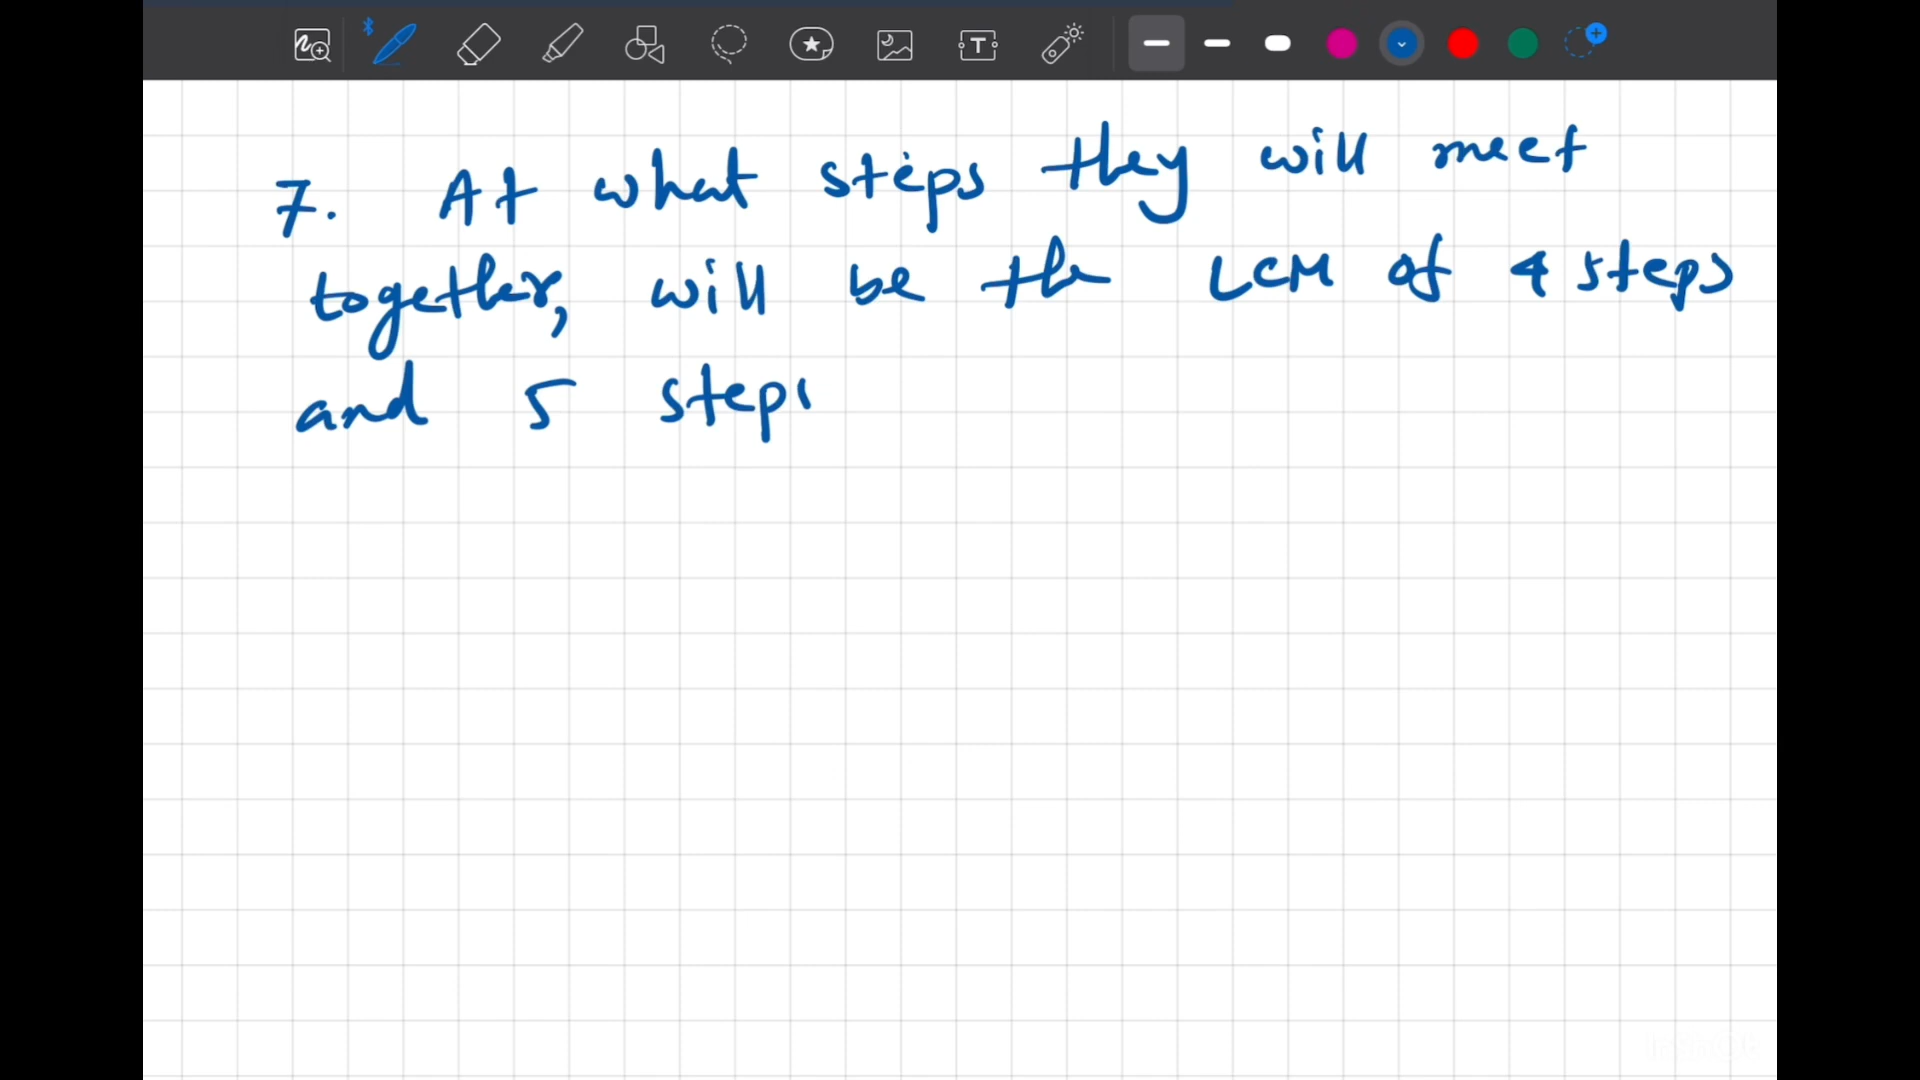 7. At what steps they will meet
together, will be the LCM of 4 steps
and 5 steps